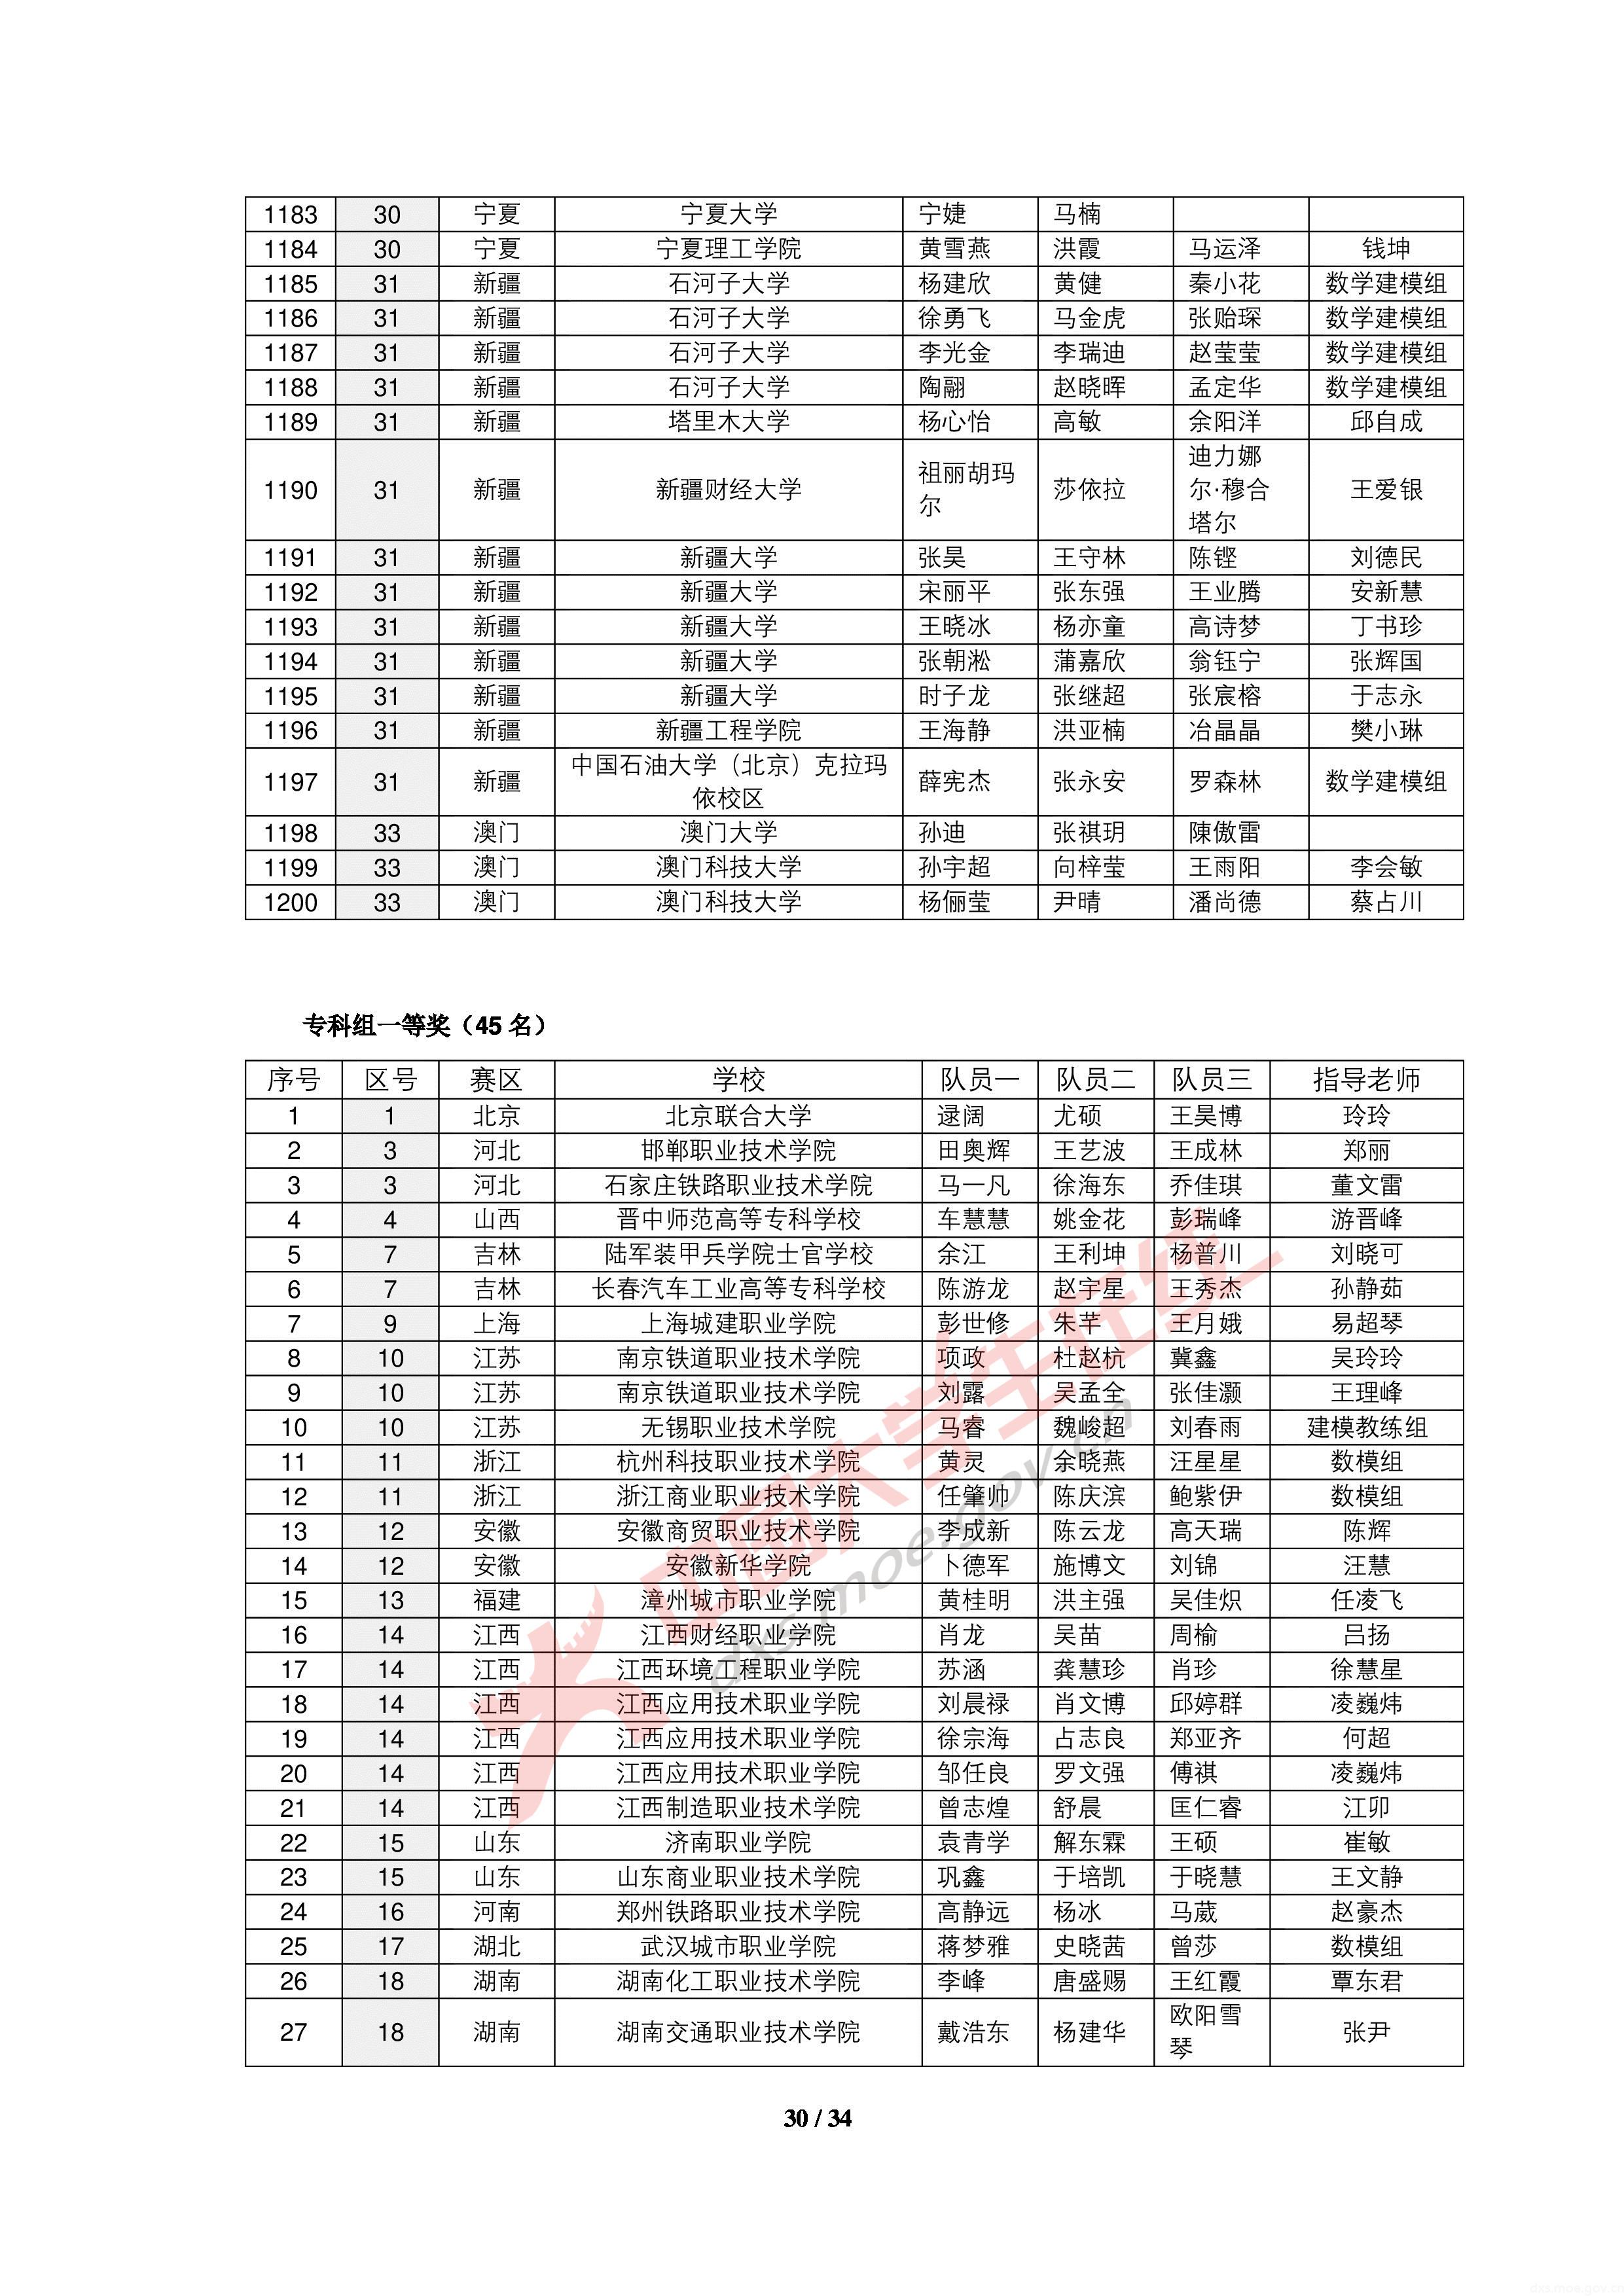 1183 30 宁夏 宁夏大学 宁婕 马楠
1184 30 宁夏 宁夏理工学院 黄雪燕 洪霞 马运泽 钱坤
1185 31 新疆 石河子大学 杨建欣 黄健 秦小花 数学建模组
1186 31 新疆 石河子大学 徐勇飞 马金虎 张贻琛 数学建模组
1187 31 新疆 石河子大学 李光金 李瑞迪 赵莹莹 数学建模组
1188 31 新疆 石河子大学 陶翮 赵晓晖 孟定华 数学建模组
1189 31 新疆 塔里木大学 杨心怡 高敏 余阳洋 邱自成
1190 31 新疆 新疆财经大学 祖丽胡玛尔 莎依拉 迪力娜尔·穆合塔尔 王爱银
1191 31 新疆 新疆大学 张昊 王守林 陈铿 刘德民
1192 31 新疆 新疆大学 宋丽平 张东强 王业腾 安新慧
1193 31 新疆 新疆大学 王晓冰 杨亦童 高诗梦 丁书珍
1194 31 新疆 新疆大学 张朝淞 蒲嘉欣 翁钰宁 张辉国
1195 31 新疆 新疆大学 时子龙 张继超 张宸榕 于志永
1196 31 新疆 新疆工程学院 王海静 洪亚楠 冶晶晶 樊小琳
1197 31 新疆 中国石油大学（北京）克拉玛依校区 薛宪杰 张永安 罗森林 数学建模组
1198 33 澳门 澳门大学 孙迪 张祺玥 陳傲雷
1199 33 澳门 澳门科技大学 孙宇超 向梓莹 王雨阳 李会敏
1200 33 澳门 澳门科技大学 杨俪莹 尹晴 潘尚德 蔡占川
专科组一等奖（45 名）
序号 区号 赛区 学校 队员一 队员二 队员三 指导老师
1 1 北京 北京联合大学 逯阔 尤硕 王昊博 玲玲
2 3 河北 邯郸职业技术学院 田奥辉 王艺波 王成林 郑丽
3 3 河北 石家庄铁路职业技术学院 马一凡 徐海东 乔佳琪 董文雷
4 4 山西 晋中师范高等专科学校 车慧慧 姚金花 彭瑞峰 游晋峰
5 7 吉林 陆军装甲兵学院士官学校 余江 王利坤 杨普川 刘晓可
6 7 吉林 长春汽车工业高等专科学校 陈游龙 赵宇星 王秀杰 孙静茹
7 9 上海 上海城建职业学院 彭世修 朱芊 王月娥 易超琴
8 10 江苏 南京铁道职业技术学院 项政 杜赵杭 冀鑫 吴玲玲
9 10 江苏 南京铁道职业技术学院 刘露 吴孟全 张佳灏 王理峰
10 10 江苏 无锡职业技术学院 马睿 魏峻超 刘春雨 建模教练组
11 11 浙江 杭州科技职业技术学院 黄灵 余晓燕 汪星星 数模组
12 11 浙江 浙江商业职业技术学院 任肇帅 陈庆滨 鲍紫伊 数模组
13 12 安徽 安徽商贸职业技术学院 李成新 陈云龙 高天瑞 陈辉
14 12 安徽 安徽新华学院 卜德军 施博文 刘锦 汪慧
15 13 福建 漳州城市职业学院 黄桂明 洪主强 吴佳炽 任凌飞
16 14 江西 江西财经职业学院 肖龙 吴苗 周榆 吕扬
17 14 江西 江西环境工程职业学院 苏涵 龚慧珍 肖珍 徐慧星
18 14 江西 江西应用技术职业学院 刘晨禄 肖文博 邱婷群 凌巍炜
19 14 江西 江西应用技术职业学院 徐宗海 占志良 郑亚齐 何超
20 14 江西 江西应用技术职业学院 邹任良 罗文强 傅祺 凌巍炜
21 14 江西 江西制造职业技术学院 曾志煌 舒晨 匡仁睿 江卯
22 15 山东 济南职业学院 袁青学 解东霖 王硕 崔敏
23 15 山东 山东商业职业技术学院 巩鑫 于培凯 于晓慧 王文静
24 16 河南 郑州铁路职业技术学院 高静远 杨冰 马葳 赵豪杰
25 17 湖北 武汉城市职业学院 蒋梦雅 史晓茜 曾莎 数模组
26 18 湖南 湖南化工职业技术学院 李峰 唐盛赐 王红霞 覃东君
27 18 湖南 湖南交通职业技术学院 戴浩东 杨建华 欧阳雪琴 张尹
中国大学生在线
dxs.moe.gov.cn
30 / 34